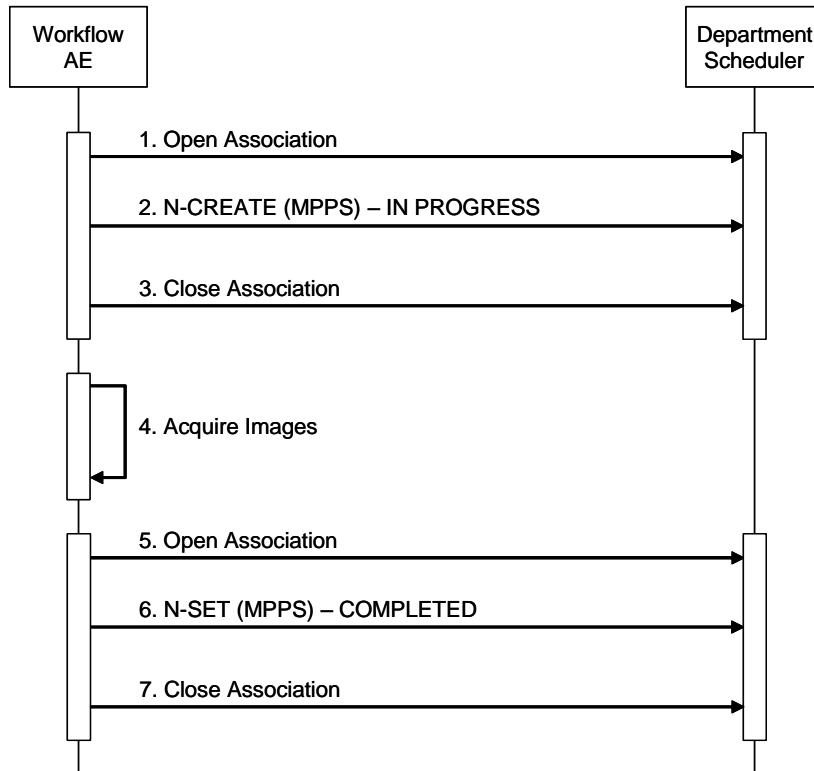 Workflow
AE
Department
Scheduler
1. Open Association
2. N-CREATE (MPPS) – IN PROGRESS
3. Close Association
4. Acquire Images
5. Open Association
6. N-SET (MPPS) – COMPLETED
7. Close Association